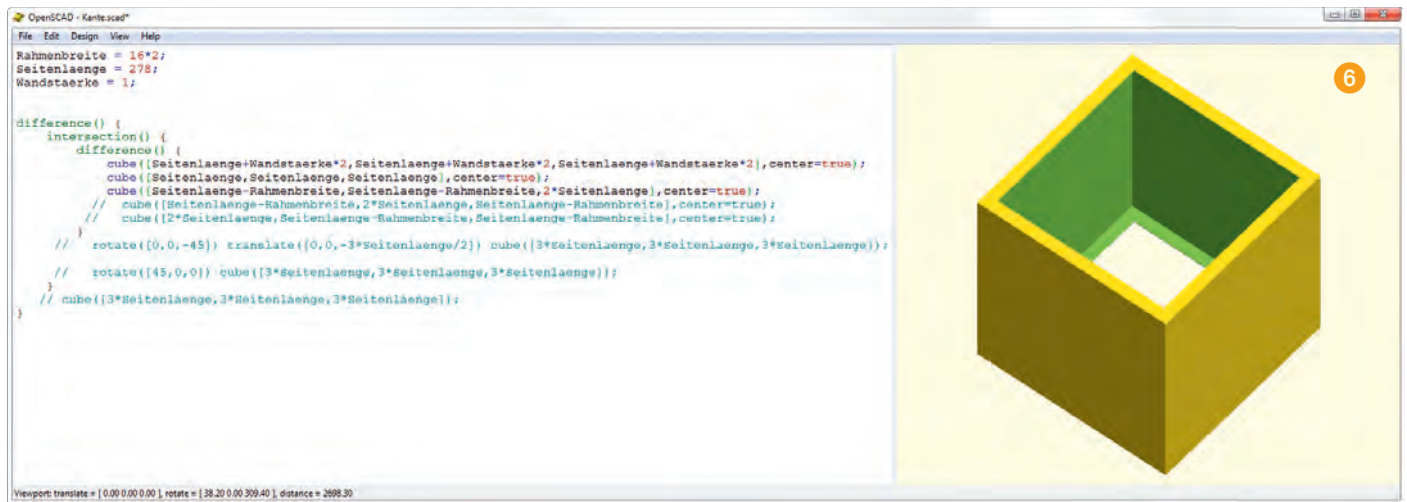 OpenSCAD - Kante.scad*
File Edit Design View Help
Rahmenbreite = 16*2;
Seitenlaenge = 278;
Wandstaerke = 1;
difference() {
intersection() {
difference() {
cube([Seitenlaenge+Wandstaerke*2,Seitenlaenge+Wandstaerke*2,Seitenlaenge+Wandstaerke*2],center=true);
cube([Seitenlaenge,Seitenlaenge,Seitenlaenge],center=true);
cube([Seitenlaenge-Rahmenbreite,Seitenlaenge-Rahmenbreite,2*Seitenlaenge],center=true);
// cube([Seitenlaenge-Rahmenbreite,2*Seitenlaenge,Seitenlaenge-Rahmenbreite],center=true);
// cube([2*Seitenlaenge,Seitenlaenge-Rahmenbreite,Seitenlaenge-Rahmenbreite],center=true);
}
// rotate([0,0,-45]) translate([0,0,-3*Seitenlaenge/2]) cube([3*Seitenlaenge,3*Seitenlaenge,3*Seitenlaenge]);
// rotate([45,0,0]) cube([3*Seitenlaenge,3*Seitenlaenge,3*Seitenlaenge]);
}
// cube([3*Seitenlaenge,3*Seitenlaenge,3*Seitenlaenge]);
}
6
Viewport: translate = [ 0.00 0.00 0.00 ], rotate = [ 38.20 0.00 309.40 ], distance = 2698.30